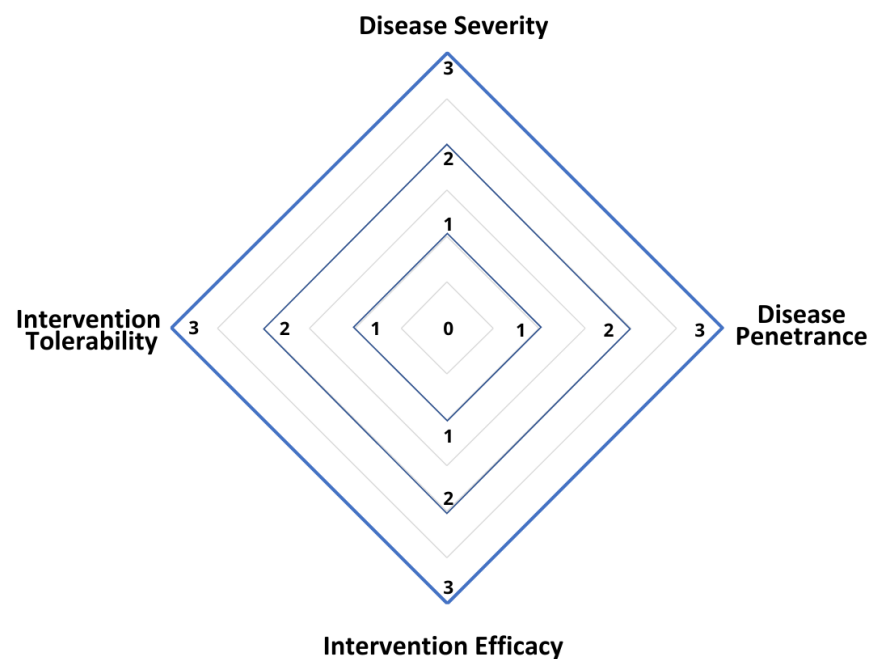 Disease Severity
3
2
1
Intervention
Tolerability
3 2 1 0 1 2 3
Disease
Penetrance
1
2
3
Intervention Efficacy